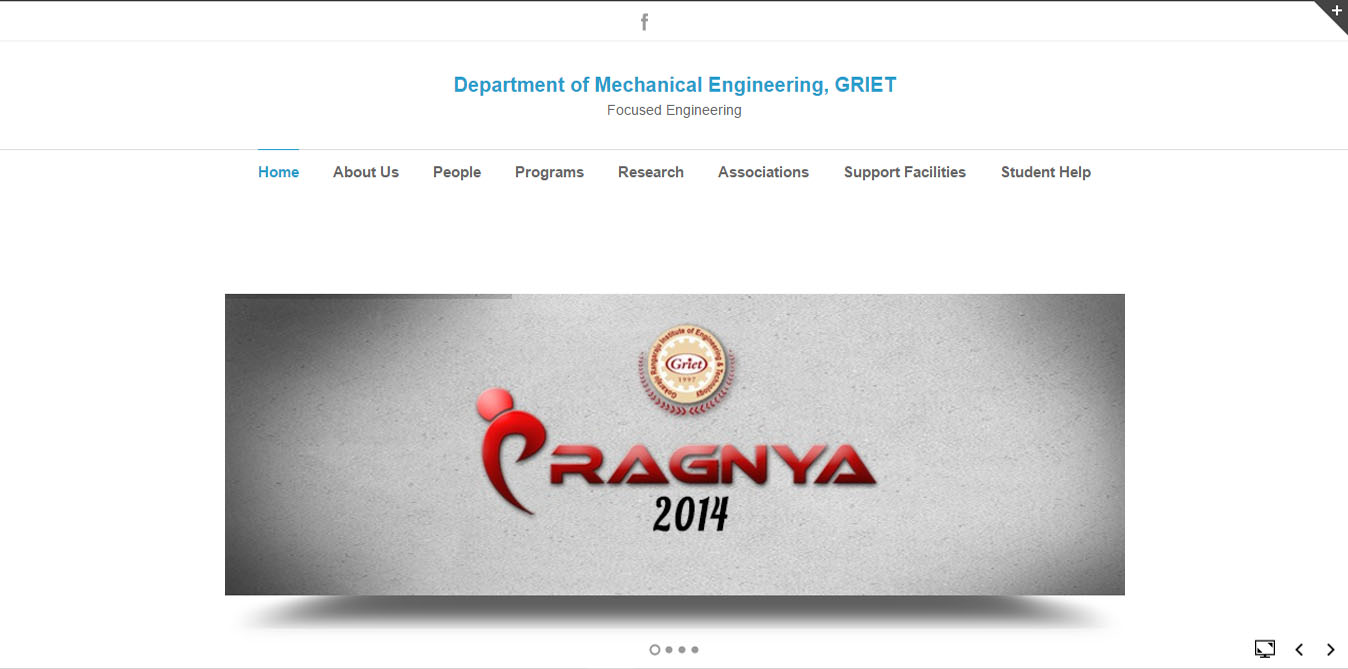 Department of Mechanical Engineering, GRIET
Focused Engineering
Home About Us People Programs Research Associations Support Facilities Student Help
Gokaraju Rangaraju Institute of Engineering & Technology
Griet
1997
PRAGNYA
2014